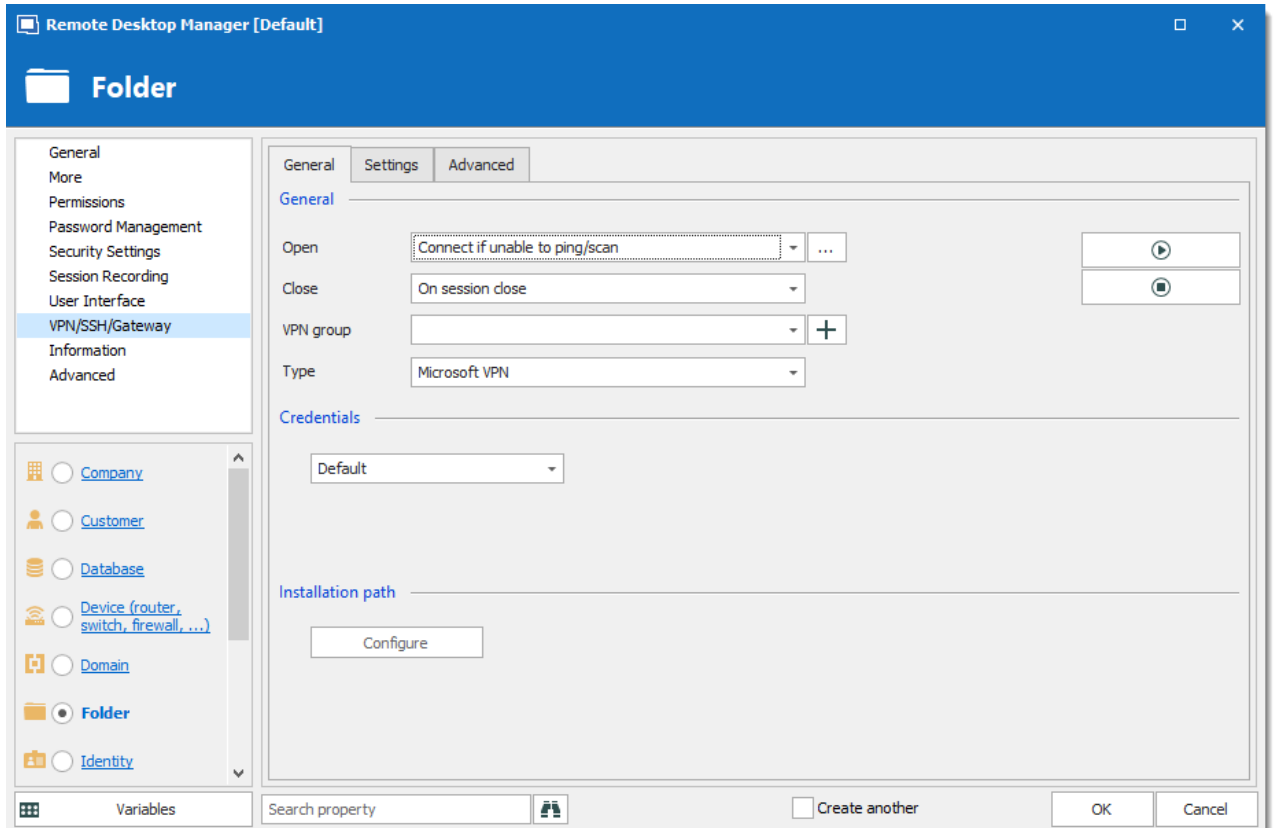 Remote Desktop Manager [Default]
Folder
General
More
Permissions
Password Management
Security Settings
Session Recording
User Interface
VPN/SSH/Gateway
Information
Advanced
Company
Customer
Database
Device (router,
switch, firewall, ...)
Domain
Folder
Identity
Variables
General Settings Advanced
General
Open Connect if unable to ping/scan ...
Close On session close
VPN group
Type Microsoft VPN
Credentials
Default
Installation path
Configure
Search property
Create another
OK
Cancel